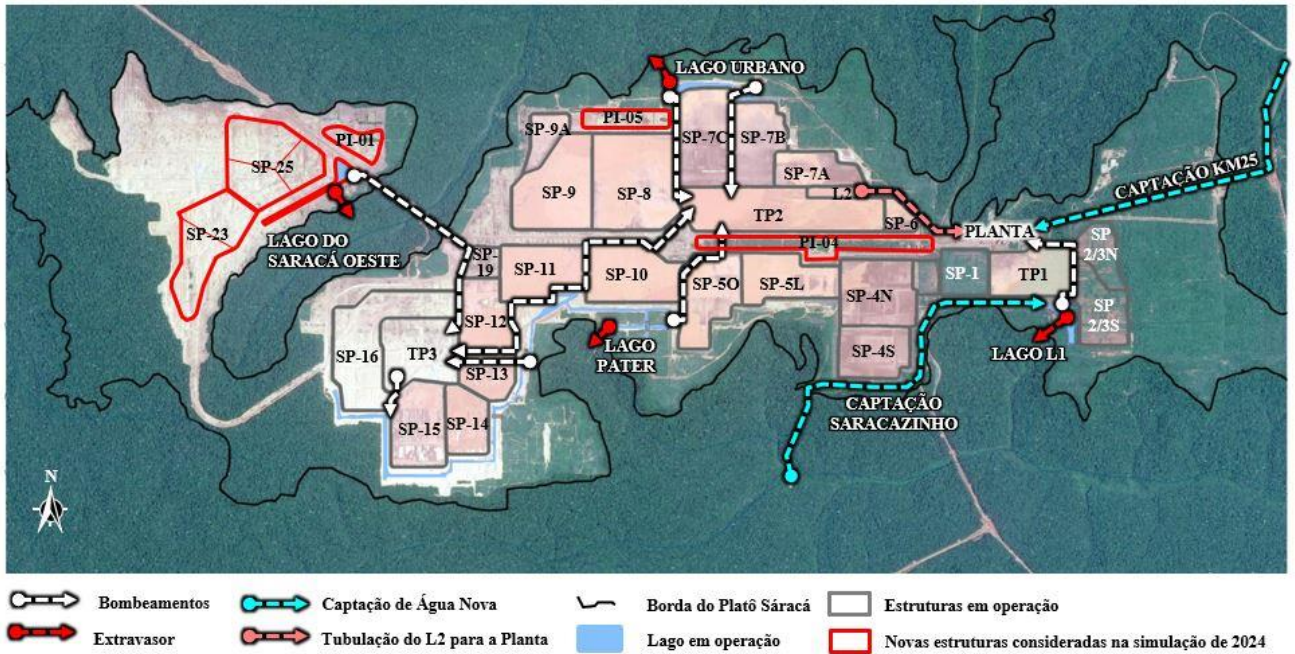 LAGO URBANO
PI-05
SP-9A
PI-01
SP-7C
SP-7B
SP-25
SP-7A
CAPTAÇÃO KM25
SP-9
SP-8
L2
TP2
SP-6
SP-23
PLANTA
LAGO DO
SARACÁ OESTE
PI-04
SP
2/3N
SP-
19
SP-11
SP-10
SP-5O
SP-5L
SP-4N
SP-1
TP1
SP-12
SP
2/3S
SP-16
TP3
LAGO
PATER
SP-4S
LAGO L1
SP-13
CAPTAÇÃO
SARACAZINHO
SP-15
SP-14
N
Bombeamentos
Captação de Água Nova
Borda do Platô Sáracá
Estruturas em operação
Extravasor
Tubulação do L2 para a Planta
Lago em operação
Novas estruturas consideradas na simulação de 2024